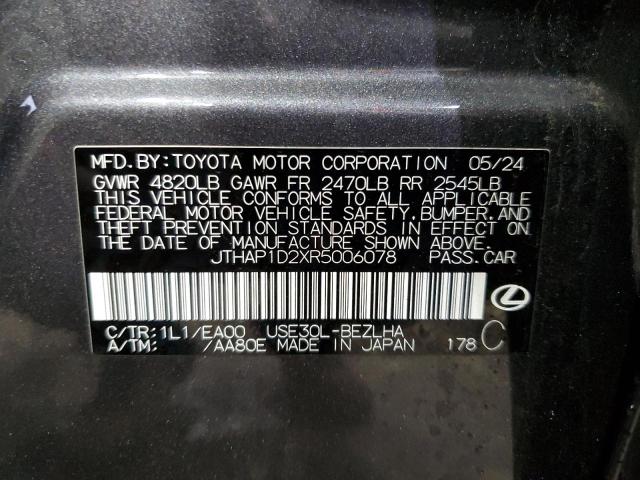 MFD. BY: TOYOTA MOTOR CORPORATION 05/24
GVWR 4820LB GAWR FR 2470LB RR 2545LB
THIS VEHICLE CONFORMS TO ALL APPLICABLE
FEDERAL MOTOR VEHICLE SAFETY, BUMPER, AND
THEFT PREVENTION STANDARDS IN EFFECT ON
THE DATE OF MANUFACTURE SHOWN ABOVE.
JTHAP1D2XR5006078 PASS. CAR
C/TR: 1L1/EA00 USE30L-BEZLHA
A/TM: /AA80E MADE IN JAPAN 178 C